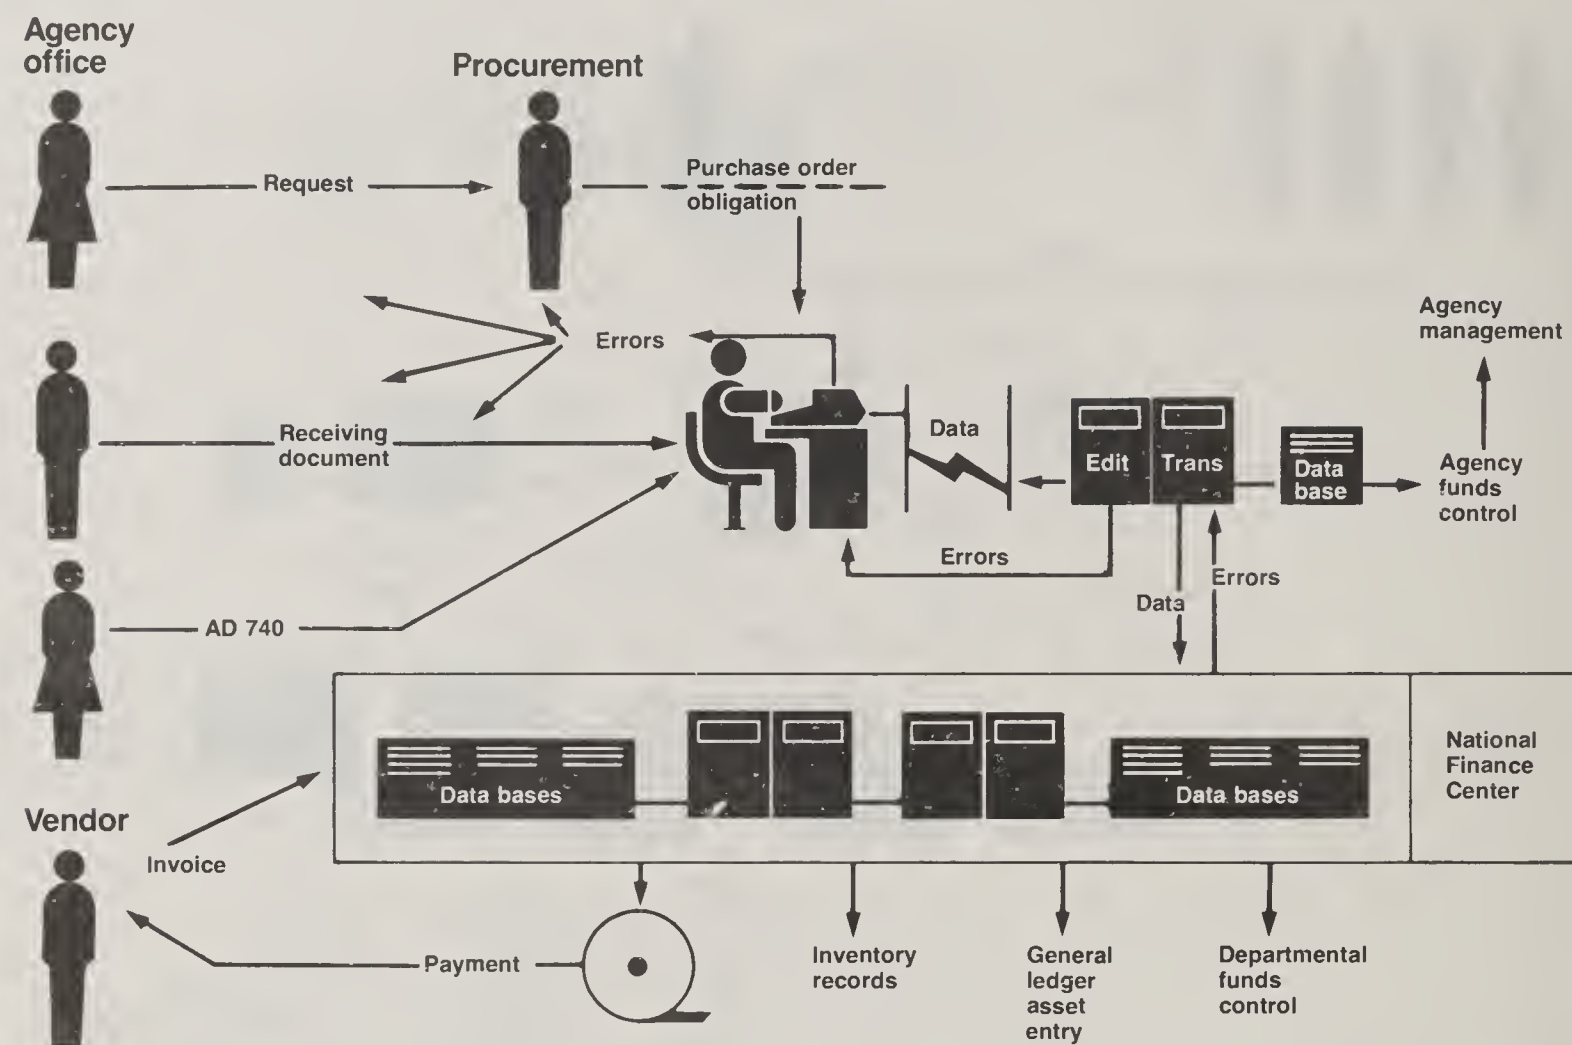 Agency
office
Procurement
Request
Purchase order
obligation
Errors
Agency
management
Receiving
document
Data
Edit
Trans
Data
base
Agency
funds
control
Errors
Errors
Data
AD 740
Data bases
Data bases
National
Finance
Center
Vendor
Invoice
Payment
Inventory
records
General
ledger
asset
entry
Departmental
funds
control